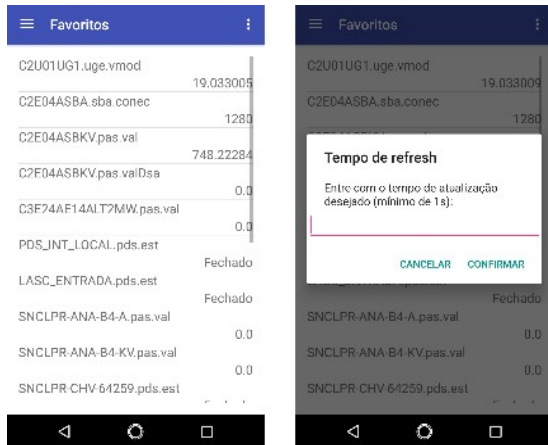 Favoritos
C2U01UG1.uge.vmod
19.033005
C2E04ASBA.sba.conec
1280
C2E04ASBKV.pas.val
748.22284
C2E04ASBKV.pas.valDsa
0.0
C3E24AE14ALT2MW.pas.val
0.0
PDS_INT_LOCAL.pds.est
Fechado
LASC_ENTRADA.pds.est
Fechado
SNCLPR-ANA-B4-A.pas.val
0.0
SNCLPR-ANA-B4-KV.pas.val
0.0
SNCLPR-CHV-64259.pds.est
Favoritos
C2U01UG1.uge.vmod
19.033009
C2E04ASBA.sba.conec
1280
Tempo de refresh
Entre com o tempo de atualização
desejado (mínimo de 1s):
CANCELAR CONFIRMAR
Fechado
SNCLPR-ANA-B4-A.pas.val
0.0
SNCLPR-ANA-B4-KV.pas.val
0.0
SNCLPR-CHV-64259.pds.est